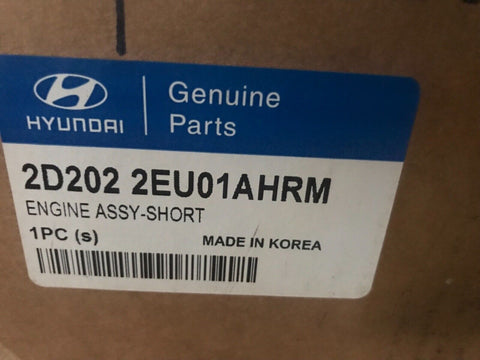 HYUNDAI
Genuine
Parts
2D202 2EU01AHRM
ENGINE ASSY-SHORT
1PC (s)
MADE IN KOREA